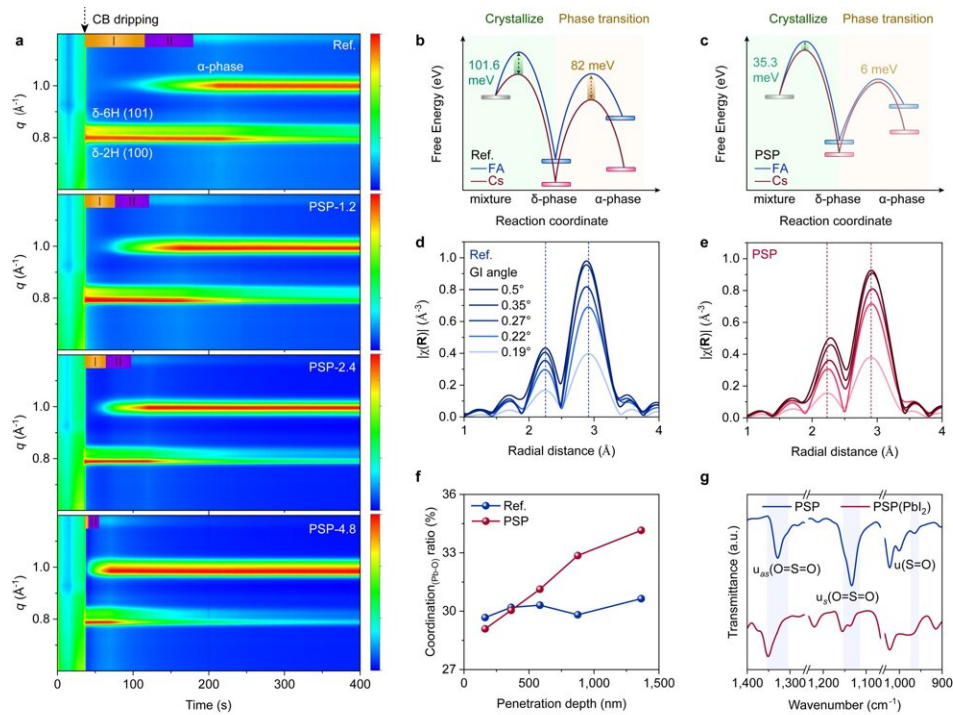 CB dripping
a
I
II
Ref.
α-phase
δ-6H (101)
δ-2H (100)
1.0
0.8
q (Å⁻¹)
I
II
PSP-1.2
1.0
0.8
q (Å⁻¹)
I
II
PSP-2.4
1.0
0.8
q (Å⁻¹)
PSP-4.8
1.0
0.8
q (Å⁻¹)
0 100 200 300 400
Time (s)
b
Crystallize Phase transition
101.6
meV
82 meV
Free Energy (eV)
Ref.
FA
Cs
mixture δ-phase α-phase
Reaction coordinate
c
Crystallize Phase transition
35.3
meV
6 meV
Free Energy (eV)
PSP
FA
Cs
mixture δ-phase α-phase
Reaction coordinate
d
Ref.
GI angle
0.5°
0.35°
0.27°
0.22°
0.19°
1.0
0.8
0.6
0.4
0.2
0.0
|χ(R)| (Å⁻³)
1 2 3 4
Radial distance (Å)
e
PSP
1.0
0.8
0.6
0.4
0.2
0.0
|χ(R)| (Å⁻³)
1 2 3 4
Radial distance (Å)
f
Ref.
PSP
36
33
30
27
Coordination(Pb-O) ratio (%)
0 500 1,000 1,500
Penetration depth (nm)
g
PSP PSP(PbI₂)
uas(O=S=O)
us(O=S=O)
u(S=O)
Transmittance (a.u.)
1,400 1,300 1,200 1,100 1,000 900
Wavenumber (cm⁻¹)